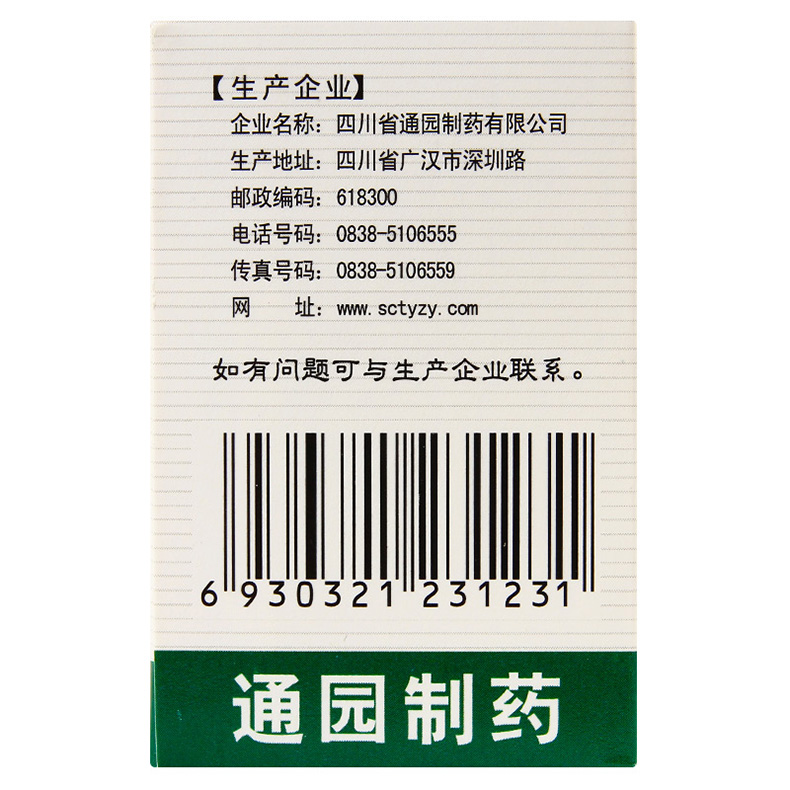 【生产企业】
企业名称：四川省通园制药有限公司
生产地址：四川省广汉市深圳路
邮政编码：618300
电话号码：0838-5106555
传真号码：0838-5106559
网　　址：www.sctyzy.com
如有问题可与生产企业联系。
6 930321 231231
通园制药